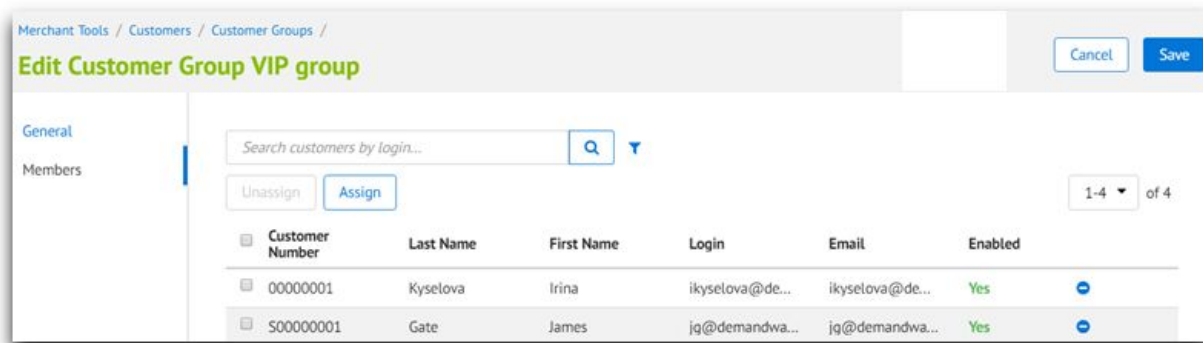 Merchant Tools / Customers / Customer Groups /
Edit Customer Group VIP group
Cancel Save
General
Members
Search customers by login...
Unassign Assign
1-4 of 4
Customer Number Last Name First Name Login Email Enabled
00000001 Kyselova Irina ikyselova@de... ikyselova@de... Yes
S00000001 Gate James jg@demandwa... jg@demandwa... Yes